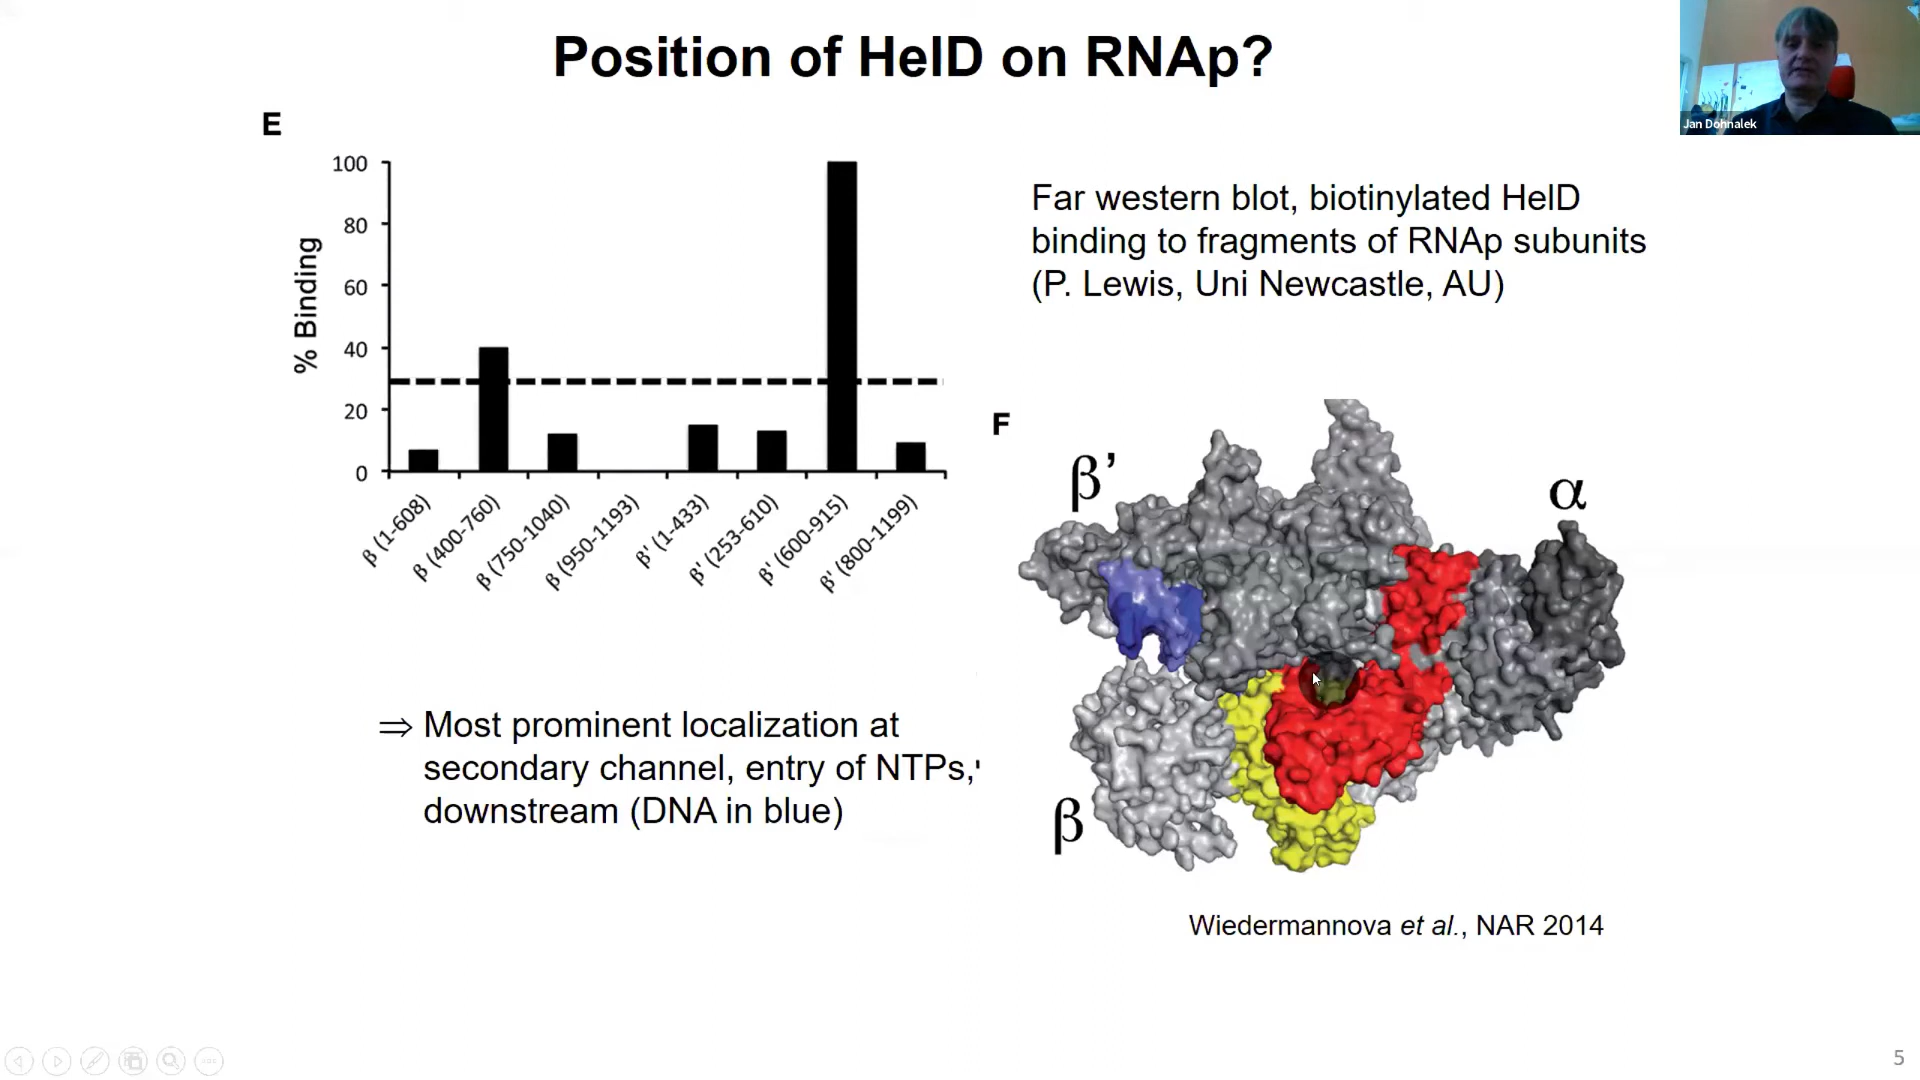 Position of HelD on RNAp?
Jan Dohnalek
E
100
80
60
40
20
0
% Binding
β (1-608)
β (400-760)
β (750-1040)
β (950-1193)
β' (1-433)
β' (253-610)
β' (600-915)
β' (800-1199)
Far western blot, biotinylated HelD
binding to fragments of RNAp subunits
(P. Lewis, Uni Newcastle, AU)
F
β’
α
β
⇒ Most prominent localization at
secondary channel, entry of NTPs,
downstream (DNA in blue)
Wiedermannova et al., NAR 2014
5